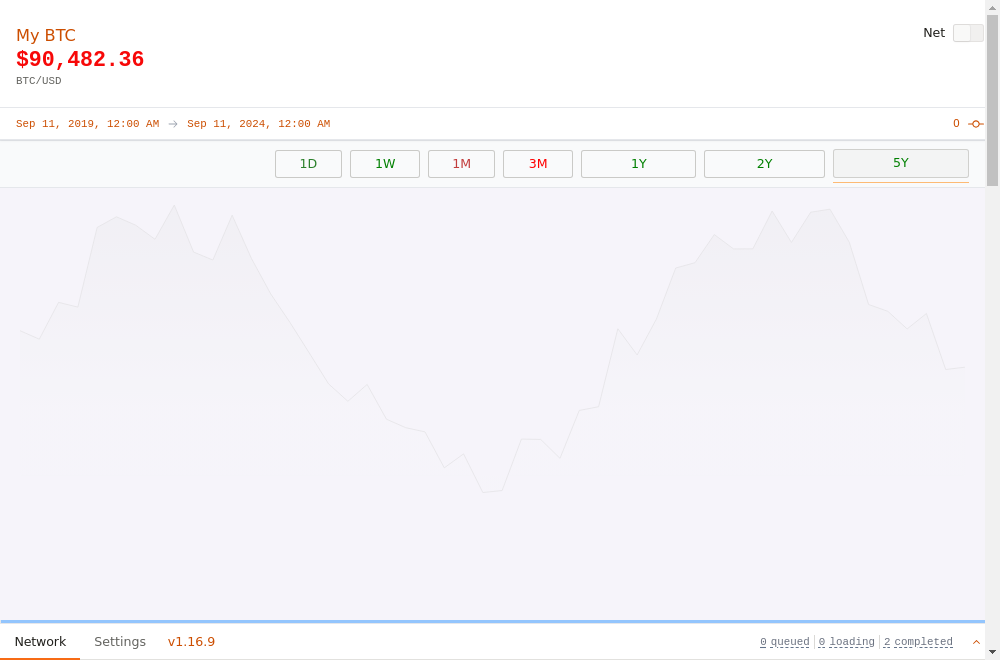 My BTC
Net
$90,482.36
BTC/USD
Sep 11, 2019, 12:00 AM → Sep 11, 2024, 12:00 AM
0
1D 1W 1M 3M 1Y 2Y 5Y
Network Settings v1.16.9 0 queued 0 loading 2 completed